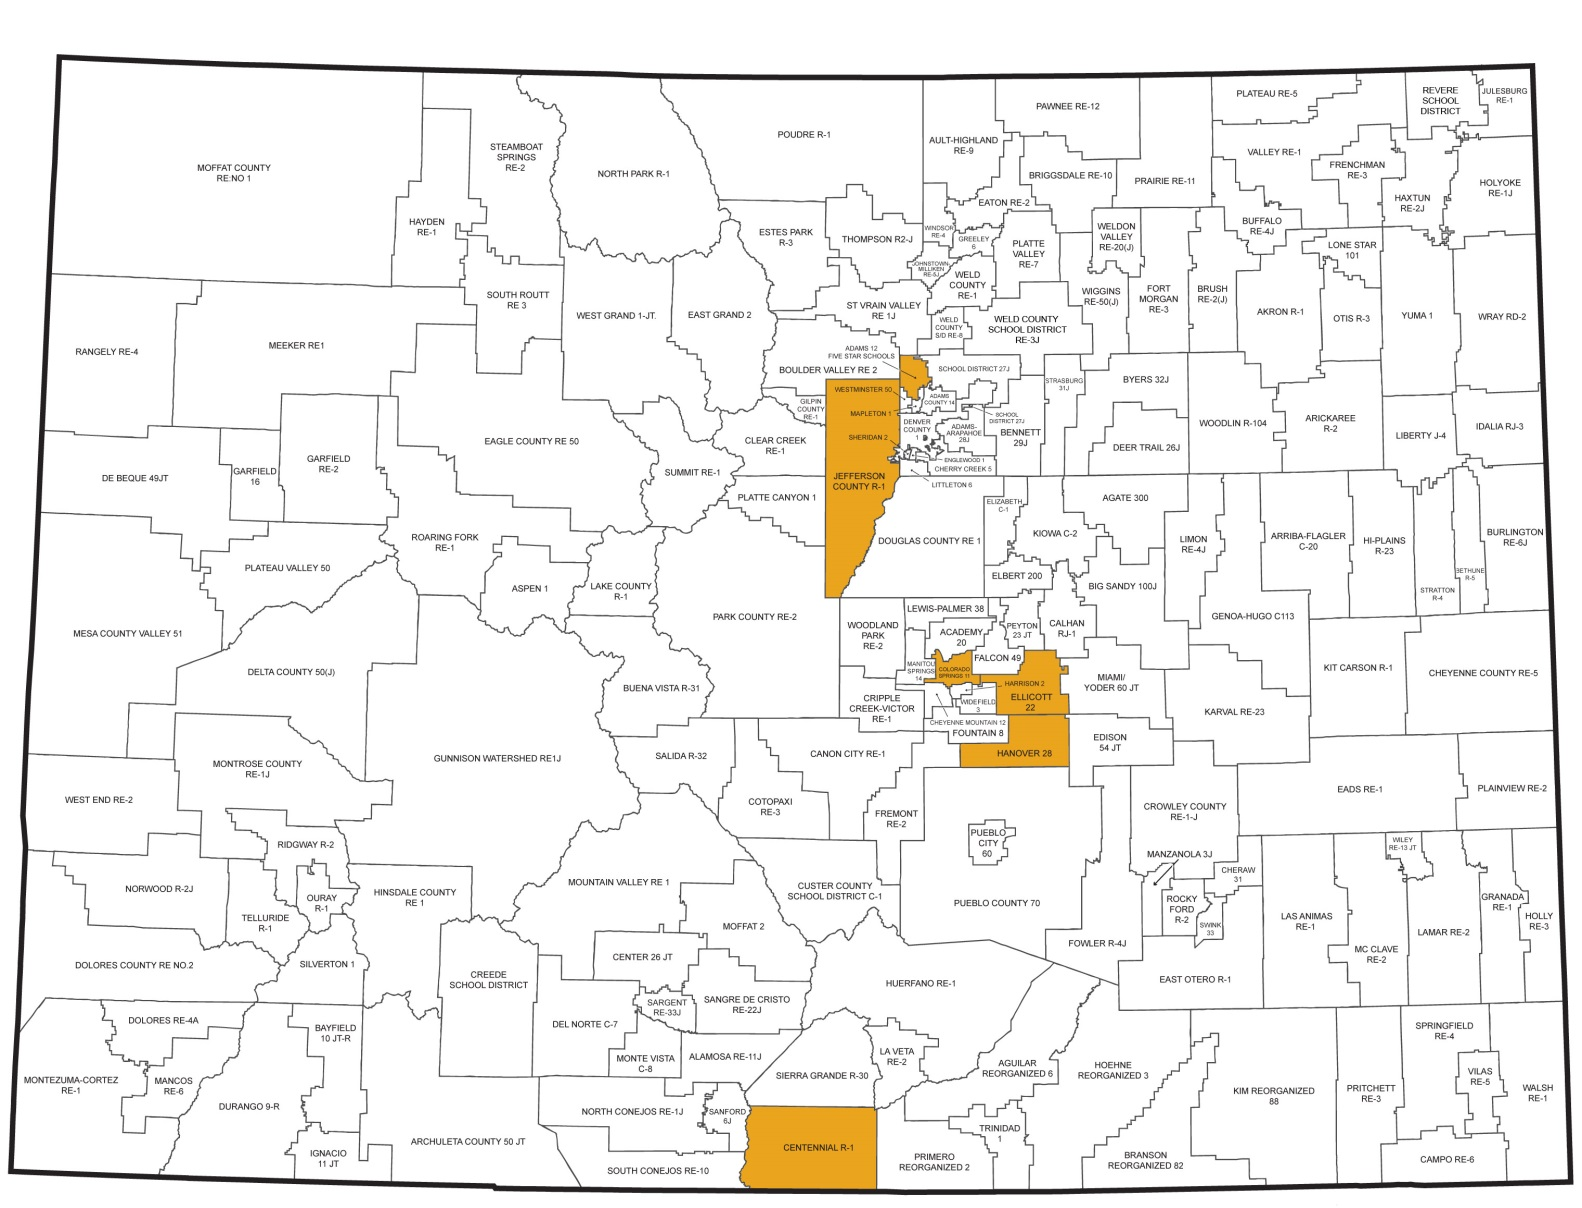 MOFFAT COUNTY
RE:NO 1
HAYDEN
RE-1
STEAMBOAT
SPRINGS
RE-2
NORTH PARK R-1
POUDRE R-1
AULT-HIGHLAND
RE-9
PAWNEE RE-12
BRIGGSDALE RE-10
PRAIRIE RE-11
PLATEAU RE-5
REVERE
SCHOOL
DISTRICT
JULESBURG
RE-1
VALLEY RE-1
FRENCHMAN
RE-3
HAXTUN
RE-2J
HOLYOKE
RE-1J
BUFFALO
RE-4J
LONE STAR
101
EATON RE-2
ESTES PARK
R-3
THOMPSON R2-J
WINDSOR
RE-4
GREELEY
6
PLATTE
VALLEY
RE-7
WELDON
VALLEY
RE-20(J)
JOHNSTOWN-
MILLIKEN
RE-5J
WELD
COUNTY
RE-1
WIGGINS
RE-50(J)
FORT
MORGAN
RE-3
BRUSH
RE-2(J)
AKRON R-1
OTIS R-3
YUMA 1
WRAY RD-2
SOUTH ROUTT
RE 3
WEST GRAND 1-JT.
EAST GRAND 2
ST VRAIN VALLEY
RE 1J
WELD
COUNTY
S/D RE-8
WELD COUNTY
SCHOOL DISTRICT
RE-3J
RANGELY RE-4
MEEKER RE1
ADAMS 12
FIVE STAR SCHOOLS
BOULDER VALLEY RE 2
SCHOOL DISTRICT 27J
STRASBURG
31J
BYERS 32J
WESTMINSTER 50
ADAMS
COUNTY 14
GILPIN
COUNTY
RE-1
MAPLETON 1
SCHOOL
DISTRICT 27J
DENVER
COUNTY
1
ADAMS-
ARAPAHOE
28J
BENNETT
29J
SHERIDAN 2
ENGLEWOOD 1
CHERRY CREEK 5
LITTLETON 6
DEER TRAIL 26J
WOODLIN R-104
ARICKAREE
R-2
LIBERTY J-4
IDALIA RJ-3
EAGLE COUNTY RE 50
CLEAR CREEK
RE-1
SUMMIT RE-1
PLATTE CANYON 1
JEFFERSON
COUNTY R-1
DE BEQUE 49JT
GARFIELD
16
GARFIELD
RE-2
ROARING FORK
RE-1
ASPEN 1
LAKE COUNTY
R-1
DOUGLAS COUNTY RE 1
ELIZABETH
C-1
KIOWA C-2
AGATE 300
LIMON
RE-4J
ARRIBA-FLAGLER
C-20
HI-PLAINS
R-23
STRATTON
R-4
BETHUNE
R-5
BURLINGTON
RE-6J
ELBERT 200
BIG SANDY 100J
GENOA-HUGO C113
PLATEAU VALLEY 50
MESA COUNTY VALLEY 51
DELTA COUNTY 50(J)
PARK COUNTY RE-2
BUENA VISTA R-31
WOODLAND
PARK
RE-2
LEWIS-PALMER 38
ACADEMY
20
PEYTON
23 JT
CALHAN
RJ-1
MANITOU
SPRINGS
14
COLORADO
SPRINGS 11
FALCON 49
HARRISON 2
ELLICOTT
22
MIAMI/
YODER 60 JT
KIT CARSON R-1
CHEYENNE COUNTY RE-5
KARVAL RE-23
CRIPPLE
CREEK-VICTOR
RE-1
WIDEFIELD
3
CHEYENNE MOUNTAIN 12
FOUNTAIN 8
HANOVER 28
EDISON
54 JT
GUNNISON WATERSHED RE1J
SALIDA R-32
CANON CITY RE-1
MONTROSE COUNTY
RE-1J
WEST END RE-2
COTOPAXI
RE-3
FREMONT
RE-2
PUEBLO
CITY
60
CROWLEY COUNTY
RE-1-J
EADS RE-1
PLAINVIEW RE-2
RIDGWAY R-2
MANZANOLA 3J
CHERAW
31
WILEY
RE-13 JT
NORWOOD R-2J
TELLURIDE
R-1
OURAY
R-1
HINSDALE COUNTY
RE 1
MOUNTAIN VALLEY RE 1
CUSTER COUNTY
SCHOOL DISTRICT C-1
PUEBLO COUNTY 70
ROCKY
FORD
R-2
SWINK
33
LAS ANIMAS
RE-1
MC CLAVE
RE-2
LAMAR RE-2
GRANADA
RE-1
HOLLY
RE-3
MOFFAT 2
FOWLER R-4J
DOLORES COUNTY RE NO.2
SILVERTON 1
CREEDE
SCHOOL DISTRICT
CENTER 26 JT
EAST OTERO R-1
HUERFANO RE-1
SARGENT
RE-33J
SANGRE DE CRISTO
RE-22J
DEL NORTE C-7
DOLORES RE-4A
BAYFIELD
10 JT-R
MONTE VISTA
C-8
ALAMOSA RE-11J
LA VETA
RE-2
SIERRA GRANDE R-30
AGUILAR
REORGANIZED 6
HOEHNE
REORGANIZED 3
KIM REORGANIZED
88
PRITCHETT
RE-3
SPRINGFIELD
RE-4
VILAS
RE-5
WALSH
RE-1
MONTEZUMA-CORTEZ
RE-1
MANCOS
RE-6
DURANGO 9-R
NORTH CONEJOS RE-1J
SANFORD
6J
TRINIDAD
1
IGNACIO
11 JT
ARCHULETA COUNTY 50 JT
SOUTH CONEJOS RE-10
CENTENNIAL R-1
PRIMERO
REORGANIZED 2
BRANSON
REORGANIZED 82
CAMPO RE-6